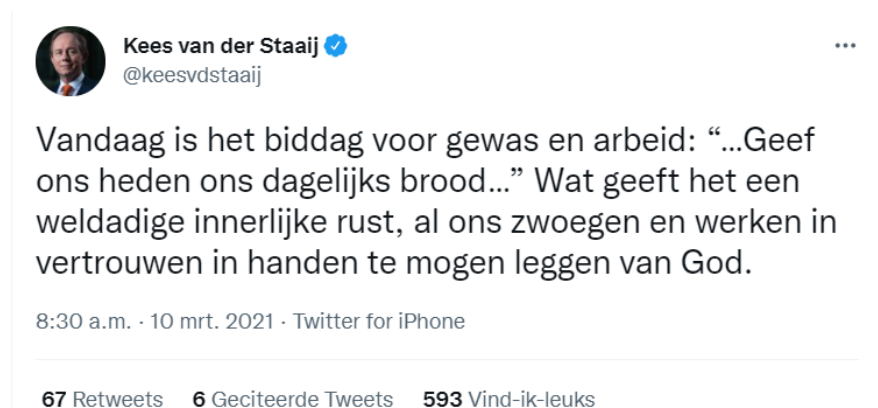 Kees van der Staaij
@keesvdstaaij
Vandaag is het biddag voor gewas en arbeid: “...Geef
ons heden ons dagelijks brood...” Wat geeft het een
weldadige innerlijke rust, al ons zwoegen en werken in
vertrouwen in handen te mogen leggen van God.
8:30 a.m. · 10 mrt. 2021 · Twitter for iPhone
67 Retweets 6 Geciteerde Tweets 593 Vind-ik-leuks